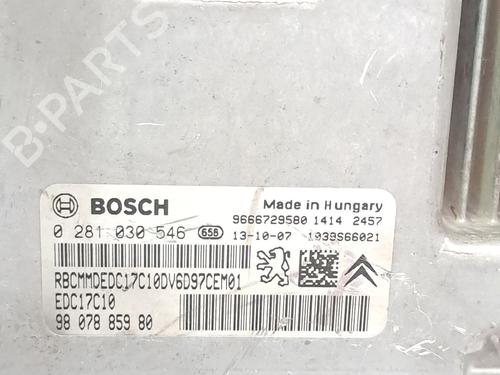 B-PARTS
BOSCH
Made in Hungary
9666729580 1414 2457
0 281 030 546 658 13-10-07 1039S66021
RBCMMDEDC17C10DV6D97CEM01
EDC17C10
98 078 859 80